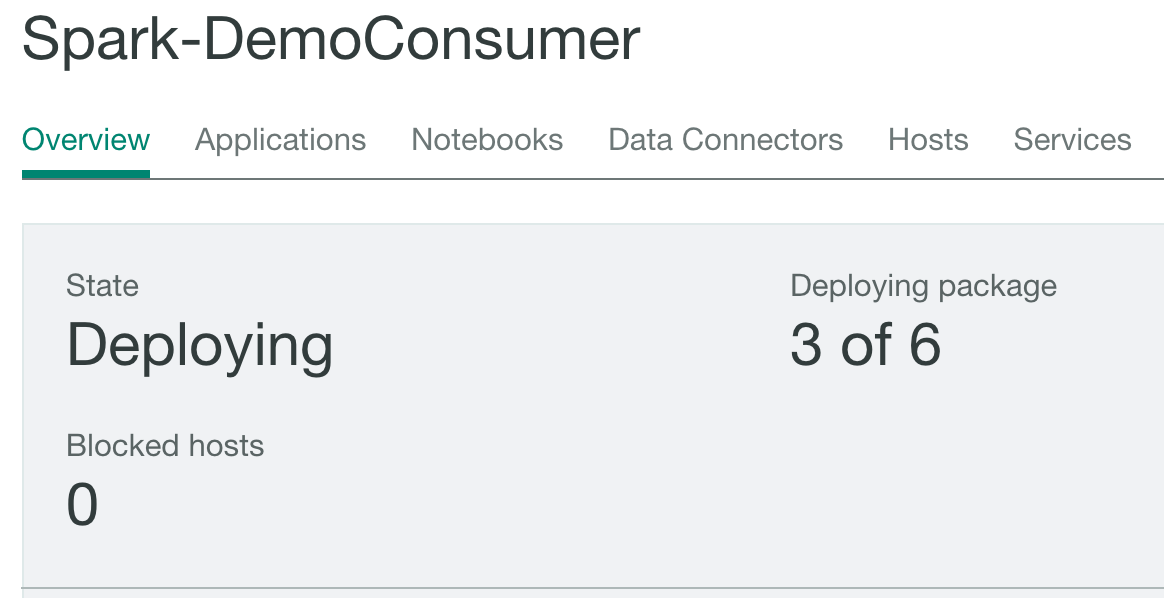 Spark-DemoConsumer
Overview Applications Notebooks Data Connectors Hosts Services
State Deploying package
Deploying 3 of 6
Blocked hosts
0